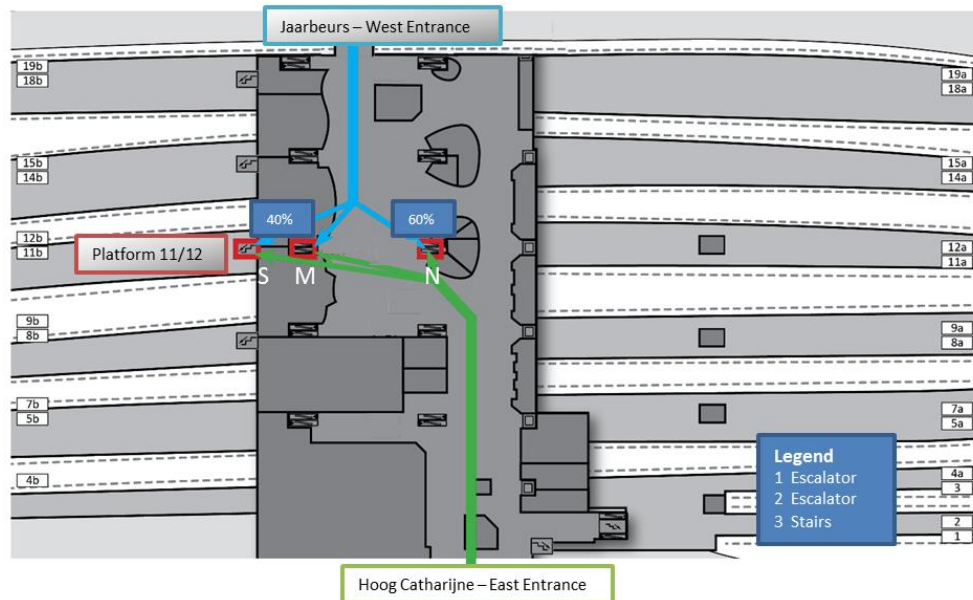 Jaarbeurs – West Entrance
19b
18b
19a
18a
15b
14b
15a
14a
40%
60%
12b
11b
Platform 11/12
12a
11a
S
M
N
9b
8b
9a
8a
7b
5b
7a
5a
Legend
1 Escalator
2 Escalator
3 Stairs
4b
4a
3
2
1
Hoog Catharijne – East Entrance